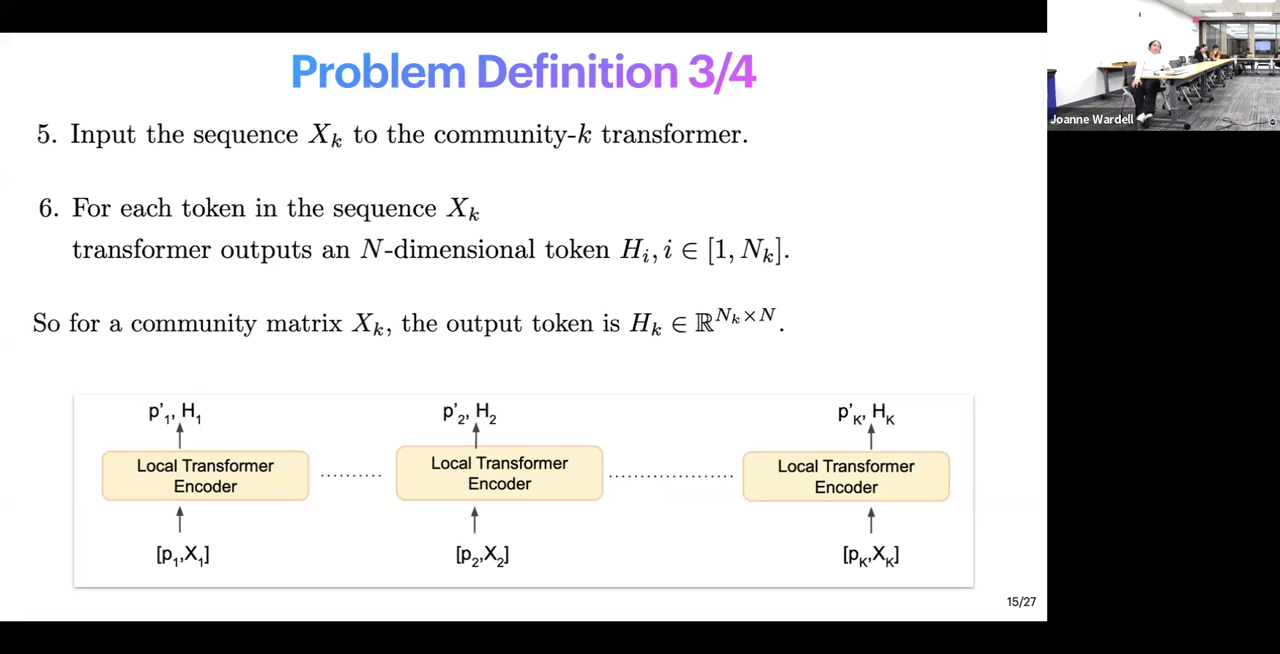 Problem Definition 3/4
5. Input the sequence X_k to the community-k transformer.
6. For each token in the sequence X_k
transformer outputs an N-dimensional token H_i, i ∈ [1, N_k].
So for a community matrix X_k, the output token is H_k ∈ ℝ^{N_k×N}.
p'_1, H_1 p'_2, H_2 p'_K, H_K
Local Transformer Encoder
Local Transformer Encoder
Local Transformer Encoder
[p_1,X_1] [p_2,X_2] [p_K,X_K]
15/27
Joanne Wardell